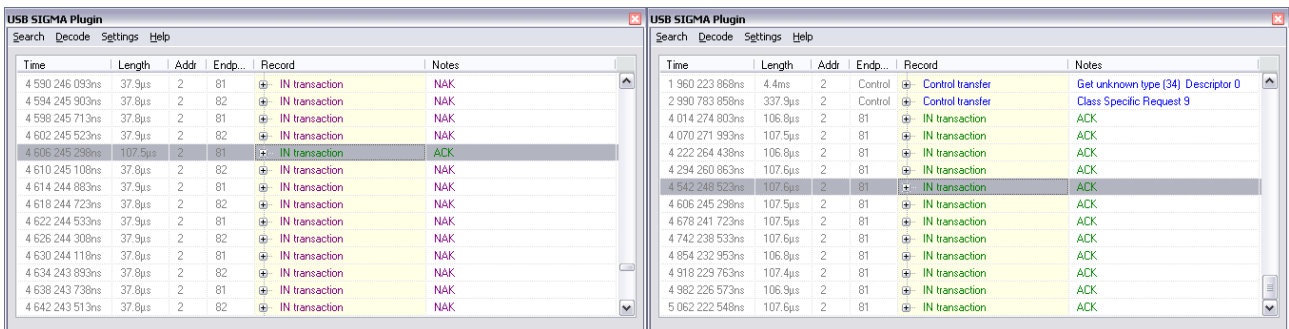 USB SIGMA Plugin
Search Decode Settings Help
Time Length Addr Endp... Record Notes
4 590 246 093ns 37.9µs 2 81 IN transaction NAK
4 594 245 903ns 37.8µs 2 82 IN transaction NAK
4 598 245 713ns 37.8µs 2 81 IN transaction NAK
4 602 245 523ns 37.9µs 2 82 IN transaction NAK
4 606 245 298ns 107.5µs 2 81 IN transaction ACK
4 610 245 108ns 37.8µs 2 82 IN transaction NAK
4 614 244 883ns 37.9µs 2 81 IN transaction NAK
4 618 244 723ns 37.8µs 2 82 IN transaction NAK
4 622 244 533ns 37.9µs 2 81 IN transaction NAK
4 626 244 308ns 37.9µs 2 82 IN transaction NAK
4 630 244 118ns 37.8µs 2 81 IN transaction NAK
4 634 243 893ns 37.8µs 2 82 IN transaction NAK
4 638 243 738ns 37.8µs 2 81 IN transaction NAK
4 642 243 513ns 37.8µs 2 82 IN transaction NAK
USB SIGMA Plugin
Search Decode Settings Help
Time Length Addr Endp... Record Notes
1 960 223 868ns 4.4ms 2 Control Control transfer Get unknown type (34) Descriptor 0
2 990 783 858ns 337.9µs 2 Control Control transfer Class Specific Request 9
4 014 274 803ns 106.8µs 2 81 IN transaction ACK
4 070 271 993ns 107.5µs 2 81 IN transaction ACK
4 222 264 438ns 106.8µs 2 81 IN transaction ACK
4 294 260 863ns 107.6µs 2 81 IN transaction ACK
4 542 248 523ns 107.6µs 2 81 IN transaction ACK
4 606 245 298ns 107.5µs 2 81 IN transaction ACK
4 678 241 723ns 107.5µs 2 81 IN transaction ACK
4 742 238 533ns 107.6µs 2 81 IN transaction ACK
4 854 232 953ns 106.8µs 2 81 IN transaction ACK
4 918 229 763ns 107.4µs 2 81 IN transaction ACK
4 982 226 573ns 106.9µs 2 81 IN transaction ACK
5 062 222 548ns 107.6µs 2 81 IN transaction ACK